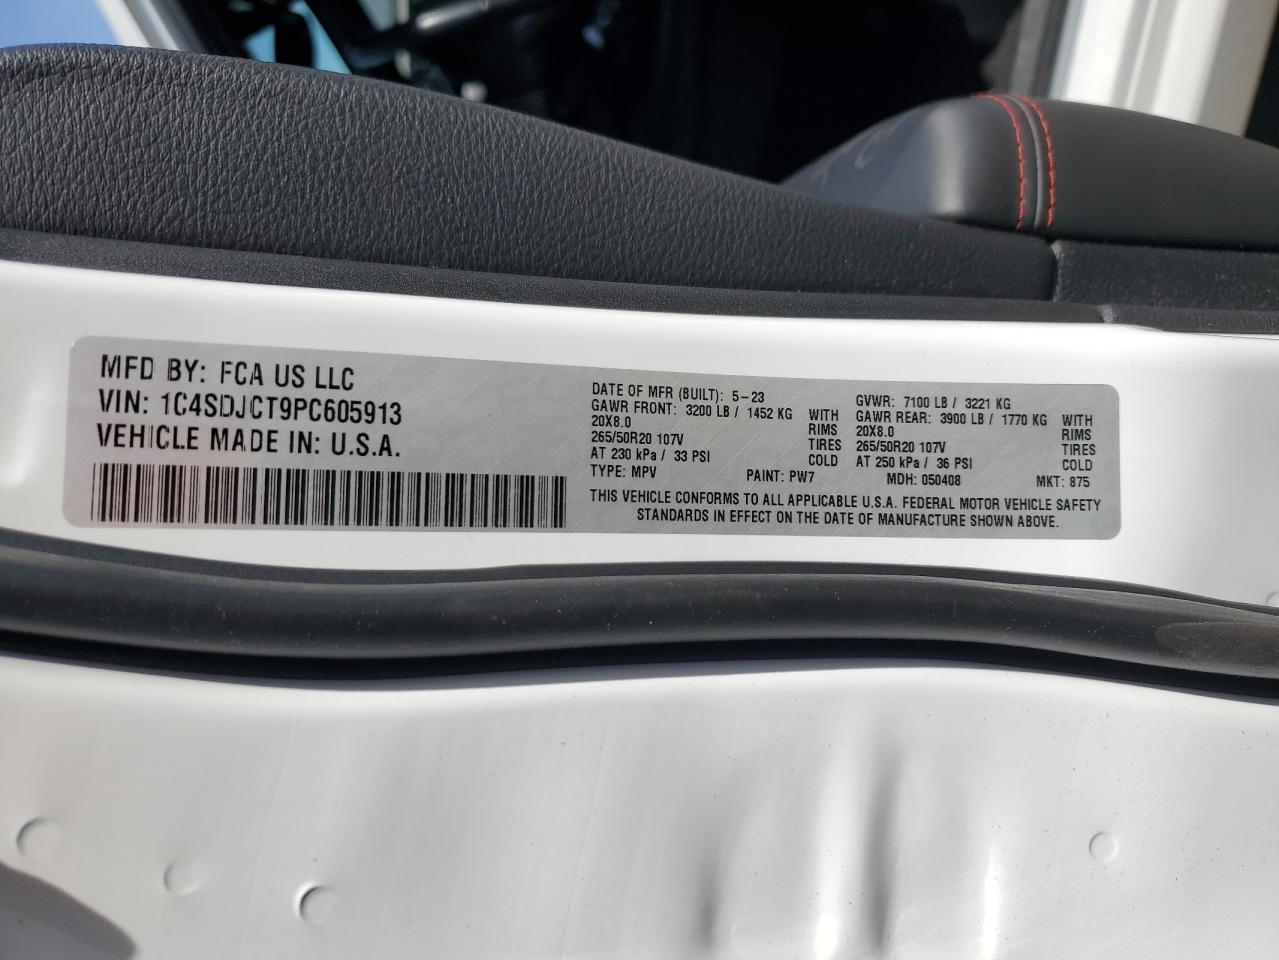 MFD BY: FCA US LLC
VIN: 1C4SDJCT9PC605913
VEHICLE MADE IN: U.S.A.
DATE OF MFR (BUILT): 5-23
GAWR FRONT: 3200 LB / 1452 KG WITH
20X8.0 RIMS
265/50R20 107V TIRES
AT 230 kPa / 33 PSI COLD
TYPE: MPV PAINT: PW7
GVWR: 7100 LB / 3221 KG
GAWR REAR: 3900 LB / 1770 KG WITH
20X8.0 RIMS
265/50R20 107V TIRES
AT 250 kPa / 36 PSI COLD
MDH: 050408 MKT: 875
THIS VEHICLE CONFORMS TO ALL APPLICABLE U.S.A. FEDERAL MOTOR VEHICLE SAFETY
STANDARDS IN EFFECT ON THE DATE OF MANUFACTURE SHOWN ABOVE.